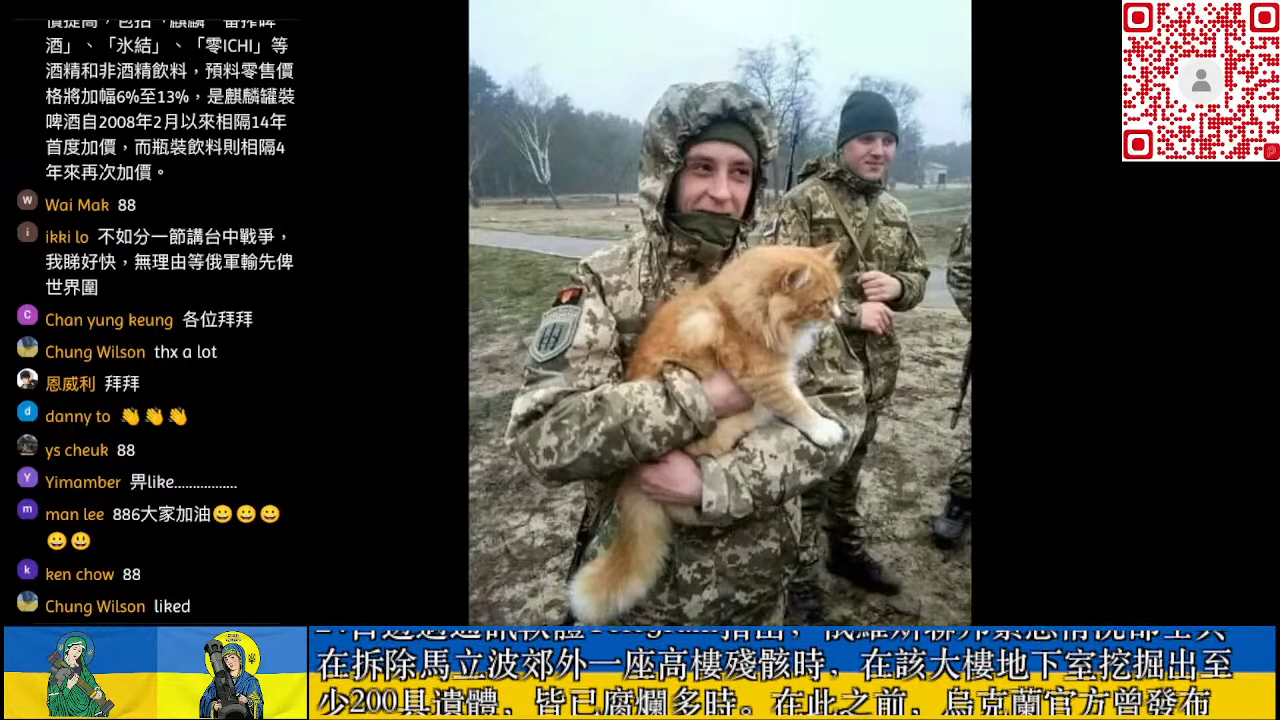 酒」、「氷結」、「零ICHI」等
酒精和非酒精飲料，預料零售價
格將加幅6%至13%，是麒麟罐裝
啤酒自2008年2月以來相隔14年
首度加價，而瓶裝飲料則相隔4
年來再次加價。
Wai Mak 88
ikki lo 不如分一節講台中戰爭，
我睇好快，無理由等俄軍輸先俾
世界圍
Chan yung keung 各位拜拜
Chung Wilson thx a lot
恩威利 拜拜
danny to 👋👋👋
ys cheuk 88
Yimamber 畀like.................
man lee 886大家加油😀😀😀
😀😃
ken chow 88
Chung Wilson liked
在拆除馬立波郊外一座高樓殘骸時，在該大樓地下室挖掘出至
少200具遺體，皆已腐爛多時。在此之前，烏克蘭官方曾發布